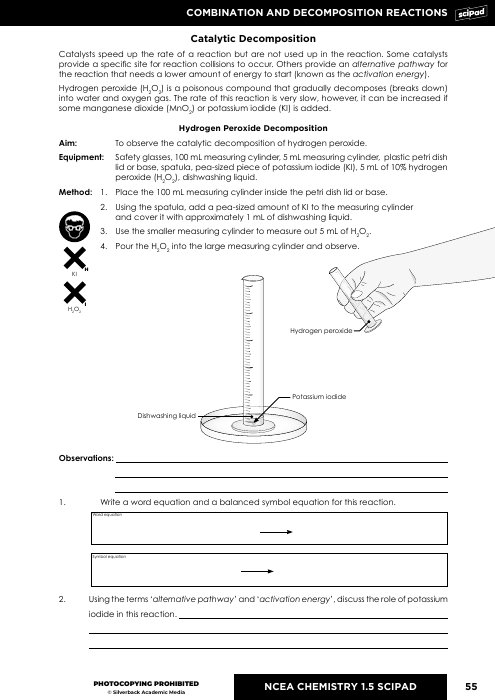 COMBINATION AND DECOMPOSITION REACTIONS
scipad
Catalytic Decomposition
Catalysts speed up the rate of a reaction but are not used up in the reaction. Some catalysts
provide a specific site for reaction collisions to occur. Others provide an alternative pathway for
the reaction that needs a lower amount of energy to start (known as the activation energy).
Hydrogen peroxide (H₂O₂) is a poisonous compound that gradually decomposes (breaks down)
into water and oxygen gas. The rate of this reaction is very slow, however, it can be increased if
some manganese dioxide (MnO₂) or potassium iodide (KI) is added.
Hydrogen Peroxide Decomposition
Aim: To observe the catalytic decomposition of hydrogen peroxide.
Equipment: Safety glasses, 100 mL measuring cylinder, 5 mL measuring cylinder, plastic petri dish
lid or base, spatula, pea-sized piece of potassium iodide (KI), 5 mL of 10% hydrogen
peroxide (H₂O₂), dishwashing liquid.
Method: 1. Place the 100 mL measuring cylinder inside the petri dish lid or base.
2. Using the spatula, add a pea-sized amount of KI to the measuring cylinder
and cover it with approximately 1 mL of dishwashing liquid.
3. Use the smaller measuring cylinder to measure out 5 mL of H₂O₂.
4. Pour the H₂O₂ into the large measuring cylinder and observe.
KI
H₂O₂
Hydrogen peroxide
Potassium iodide
Dishwashing liquid
Observations:
1. Write a word equation and a balanced symbol equation for this reaction.
Word equation
Symbol equation
2. Using the terms 'alternative pathway' and 'activation energy', discuss the role of potassium
iodide in this reaction.
PHOTOCOPYING PROHIBITED
© Silverback Academic Media
NCEA CHEMISTRY 1.5 SCIPAD
55